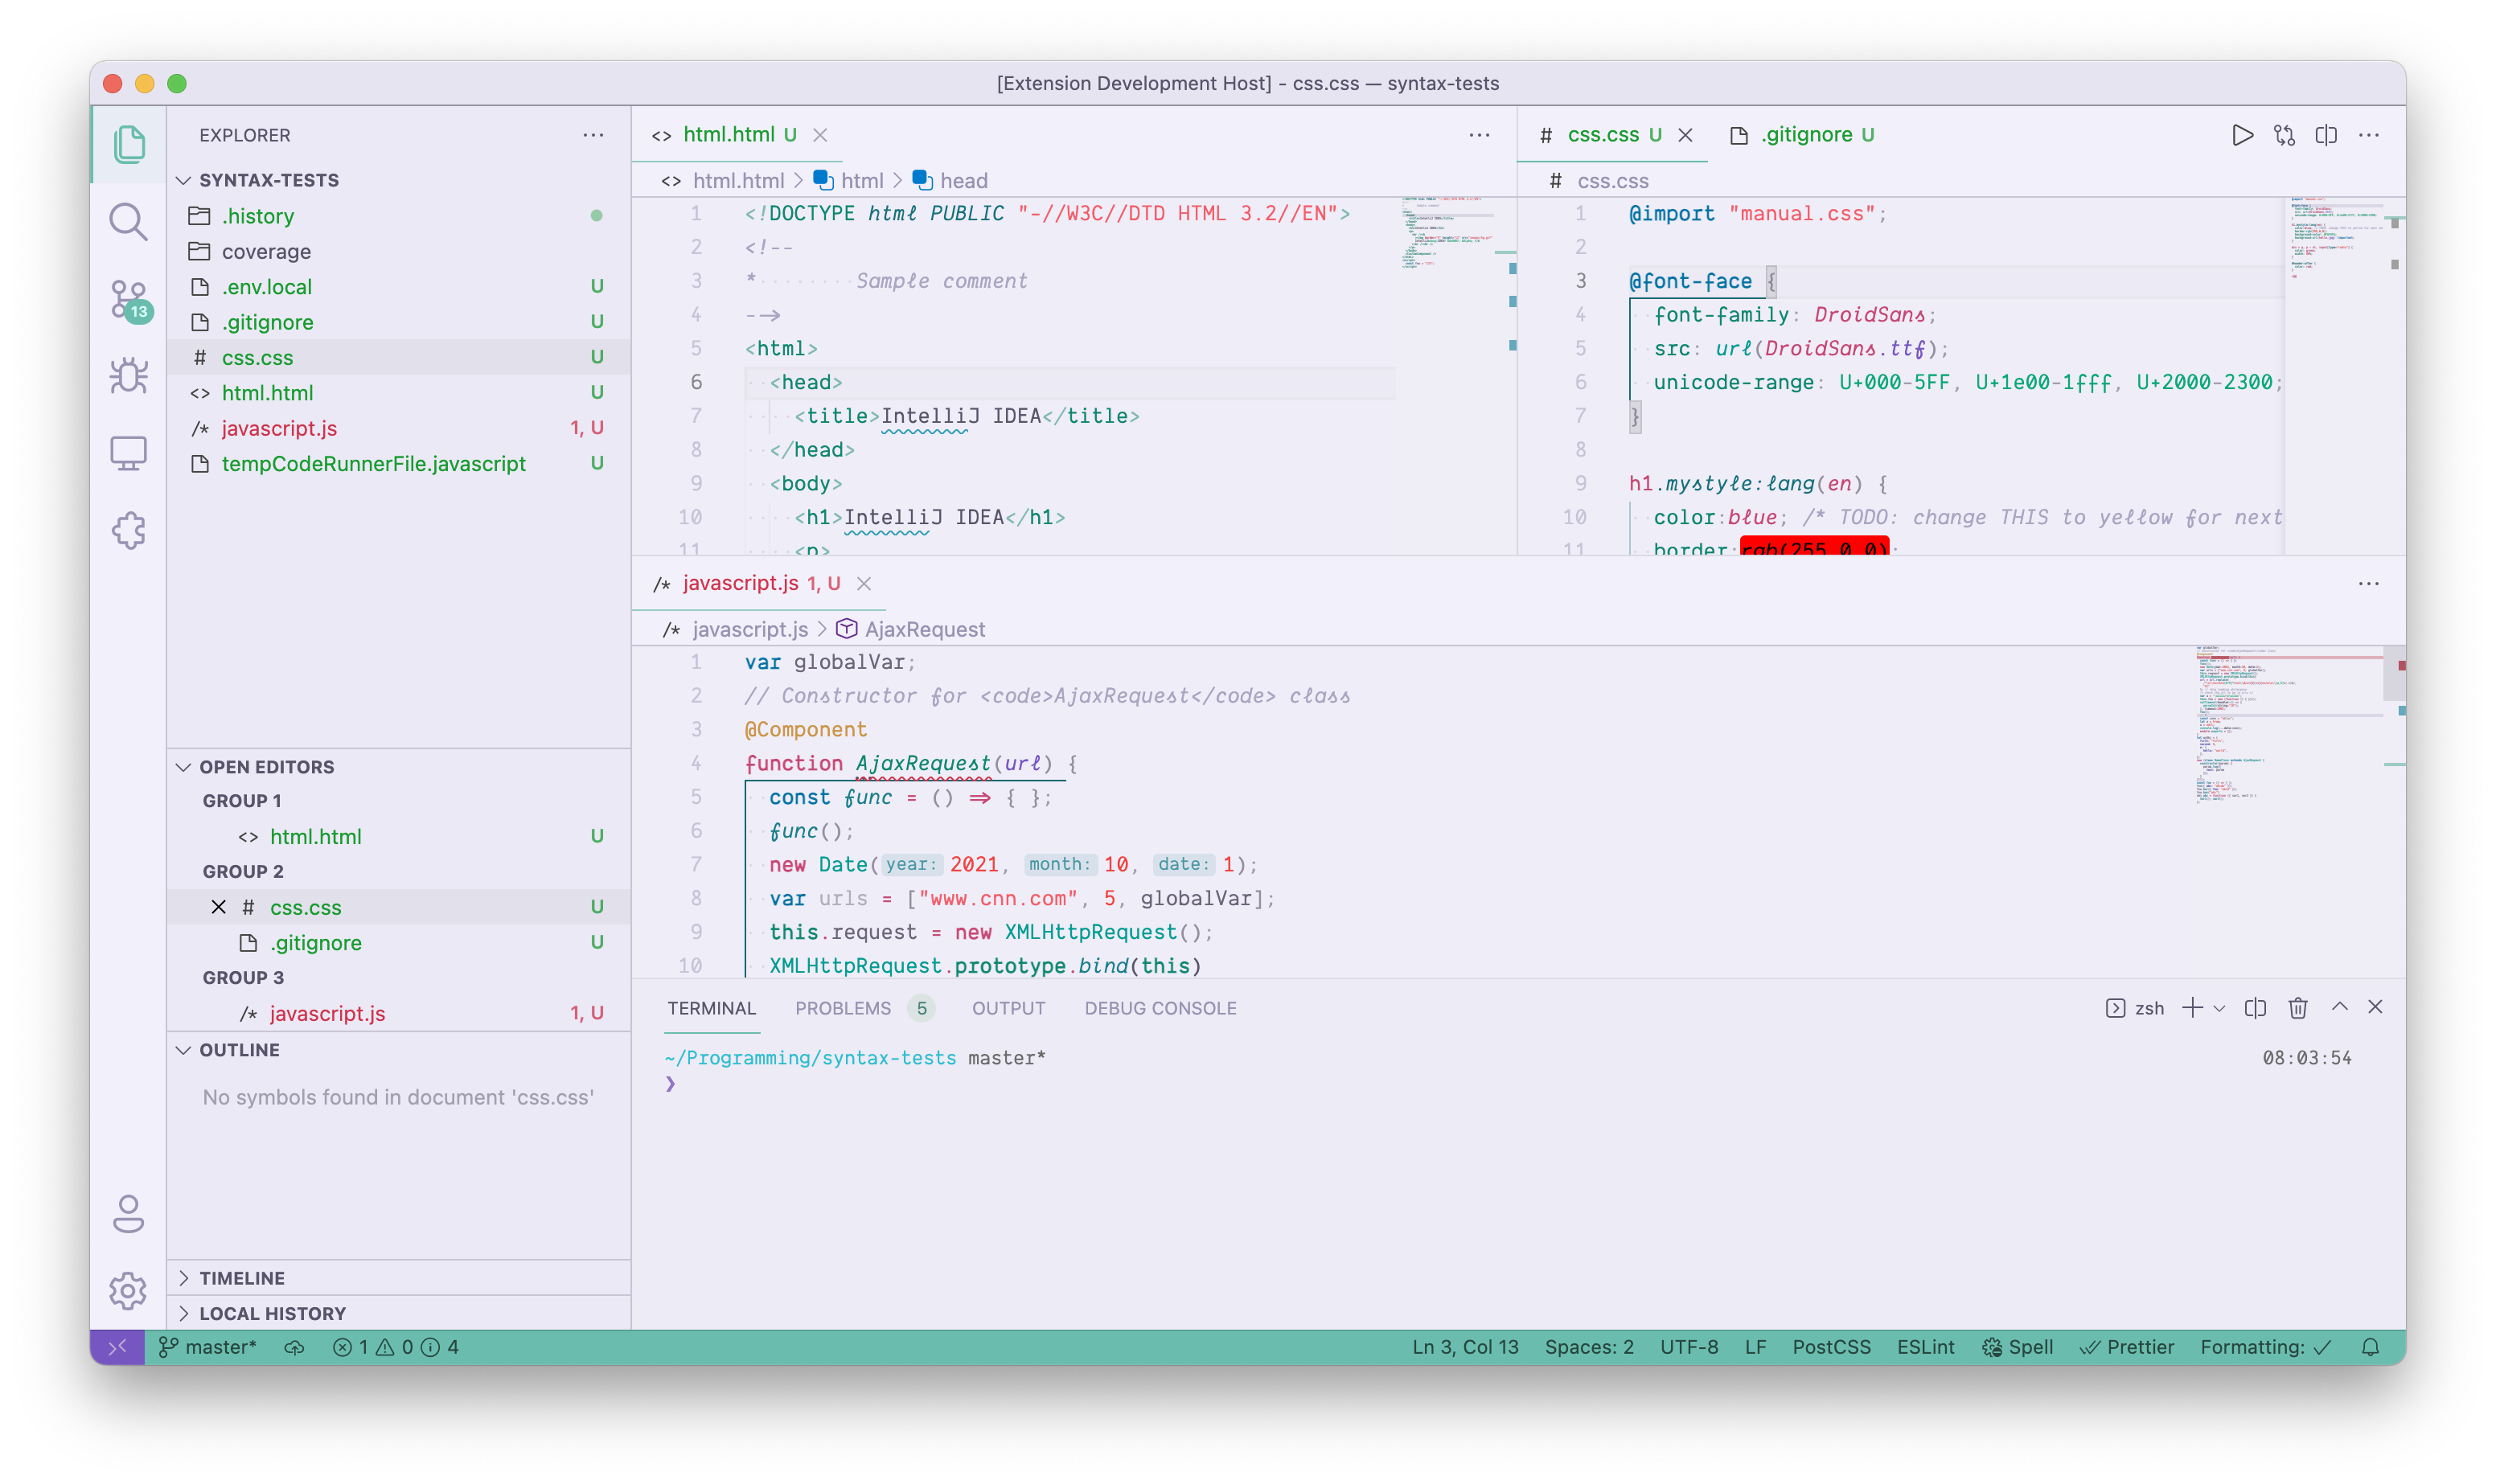 [Extension Development Host] - css.css — syntax-tests
EXPLORER
SYNTAX-TESTS
.history
coverage
.env.local U
.gitignore U
# css.css U
<> html.html U
/* javascript.js 1, U
tempCodeRunnerFile.javascript U
13
OPEN EDITORS
GROUP 1
<> html.html U
GROUP 2
# css.css U
.gitignore U
GROUP 3
/* javascript.js 1, U
OUTLINE
No symbols found in document 'css.css'
TIMELINE
LOCAL HISTORY
<> html.html U
<> html.html > html > head
1 <!DOCTYPE html PUBLIC "-//W3C//DTD HTML 3.2//EN">
2 <!--
3 * Sample comment
4 -->
5 <html>
6 <head>
7 <title>IntelliJ IDEA</title>
8 </head>
9 <body>
10 <h1>IntelliJ IDEA</h1>
11 <p>
# css.css U
.gitignore U
# css.css
1 @import "manual.css";
2
3 @font-face {
4 font-family: DroidSans;
5 src: url(DroidSans.ttf);
6 unicode-range: U+000-5FF, U+1e00-1fff, U+2000-2300;
7 }
8
9 h1.mystyle:lang(en) {
10 color:blue; /* TODO: change THIS to yellow for next
11 border:rgb(255,0,0);
/* javascript.js 1, U
/* javascript.js > AjaxRequest
1 var globalVar;
2 // Constructor for <code>AjaxRequest</code> class
3 @Component
4 function AjaxRequest(url) {
5 const func = () => { };
6 func();
7 new Date(year: 2021, month: 10, date: 1);
8 var urls = ["www.cnn.com", 5, globalVar];
9 this.request = new XMLHttpRequest();
10 XMLHttpRequest.prototype.bind(this)
TERMINAL PROBLEMS 5 OUTPUT DEBUG CONSOLE
zsh
~/Programming/syntax-tests master* 08:03:54
❯
master* 1 0 4
Ln 3, Col 13 Spaces: 2 UTF-8 LF PostCSS ESLint Spell Prettier Formatting: ✓